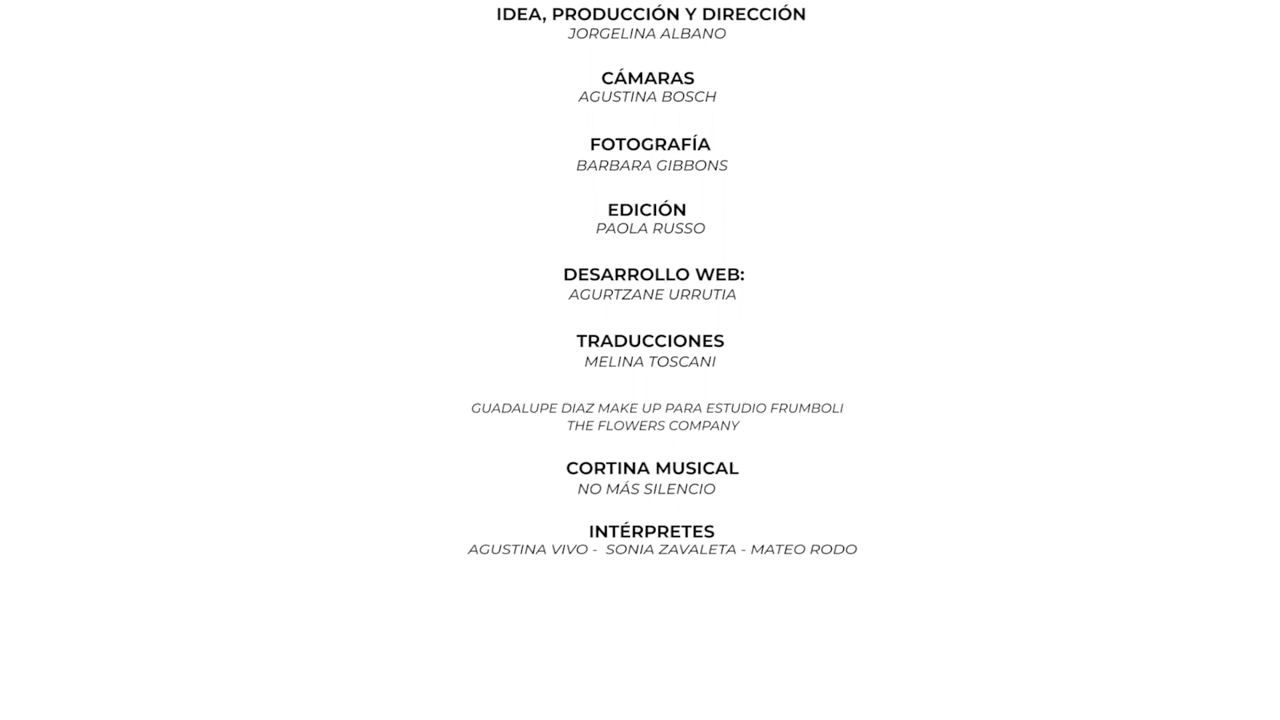 IDEA, PRODUCCIÓN Y DIRECCIÓN
JORGELINA ALBANO
CÁMARAS
AGUSTINA BOSCH
FOTOGRAFÍA
BARBARA GIBBONS
EDICIÓN
PAOLA RUSSO
DESARROLLO WEB:
AGURTZANE URRUTIA
TRADUCCIONES
MELINA TOSCANI
GUADALUPE DIAZ MAKE UP PARA ESTUDIO FRUMBOLI
THE FLOWERS COMPANY
CORTINA MUSICAL
NO MÁS SILENCIO
INTÉRPRETES
AGUSTINA VIVO - SONIA ZAVALETA - MATEO RODO